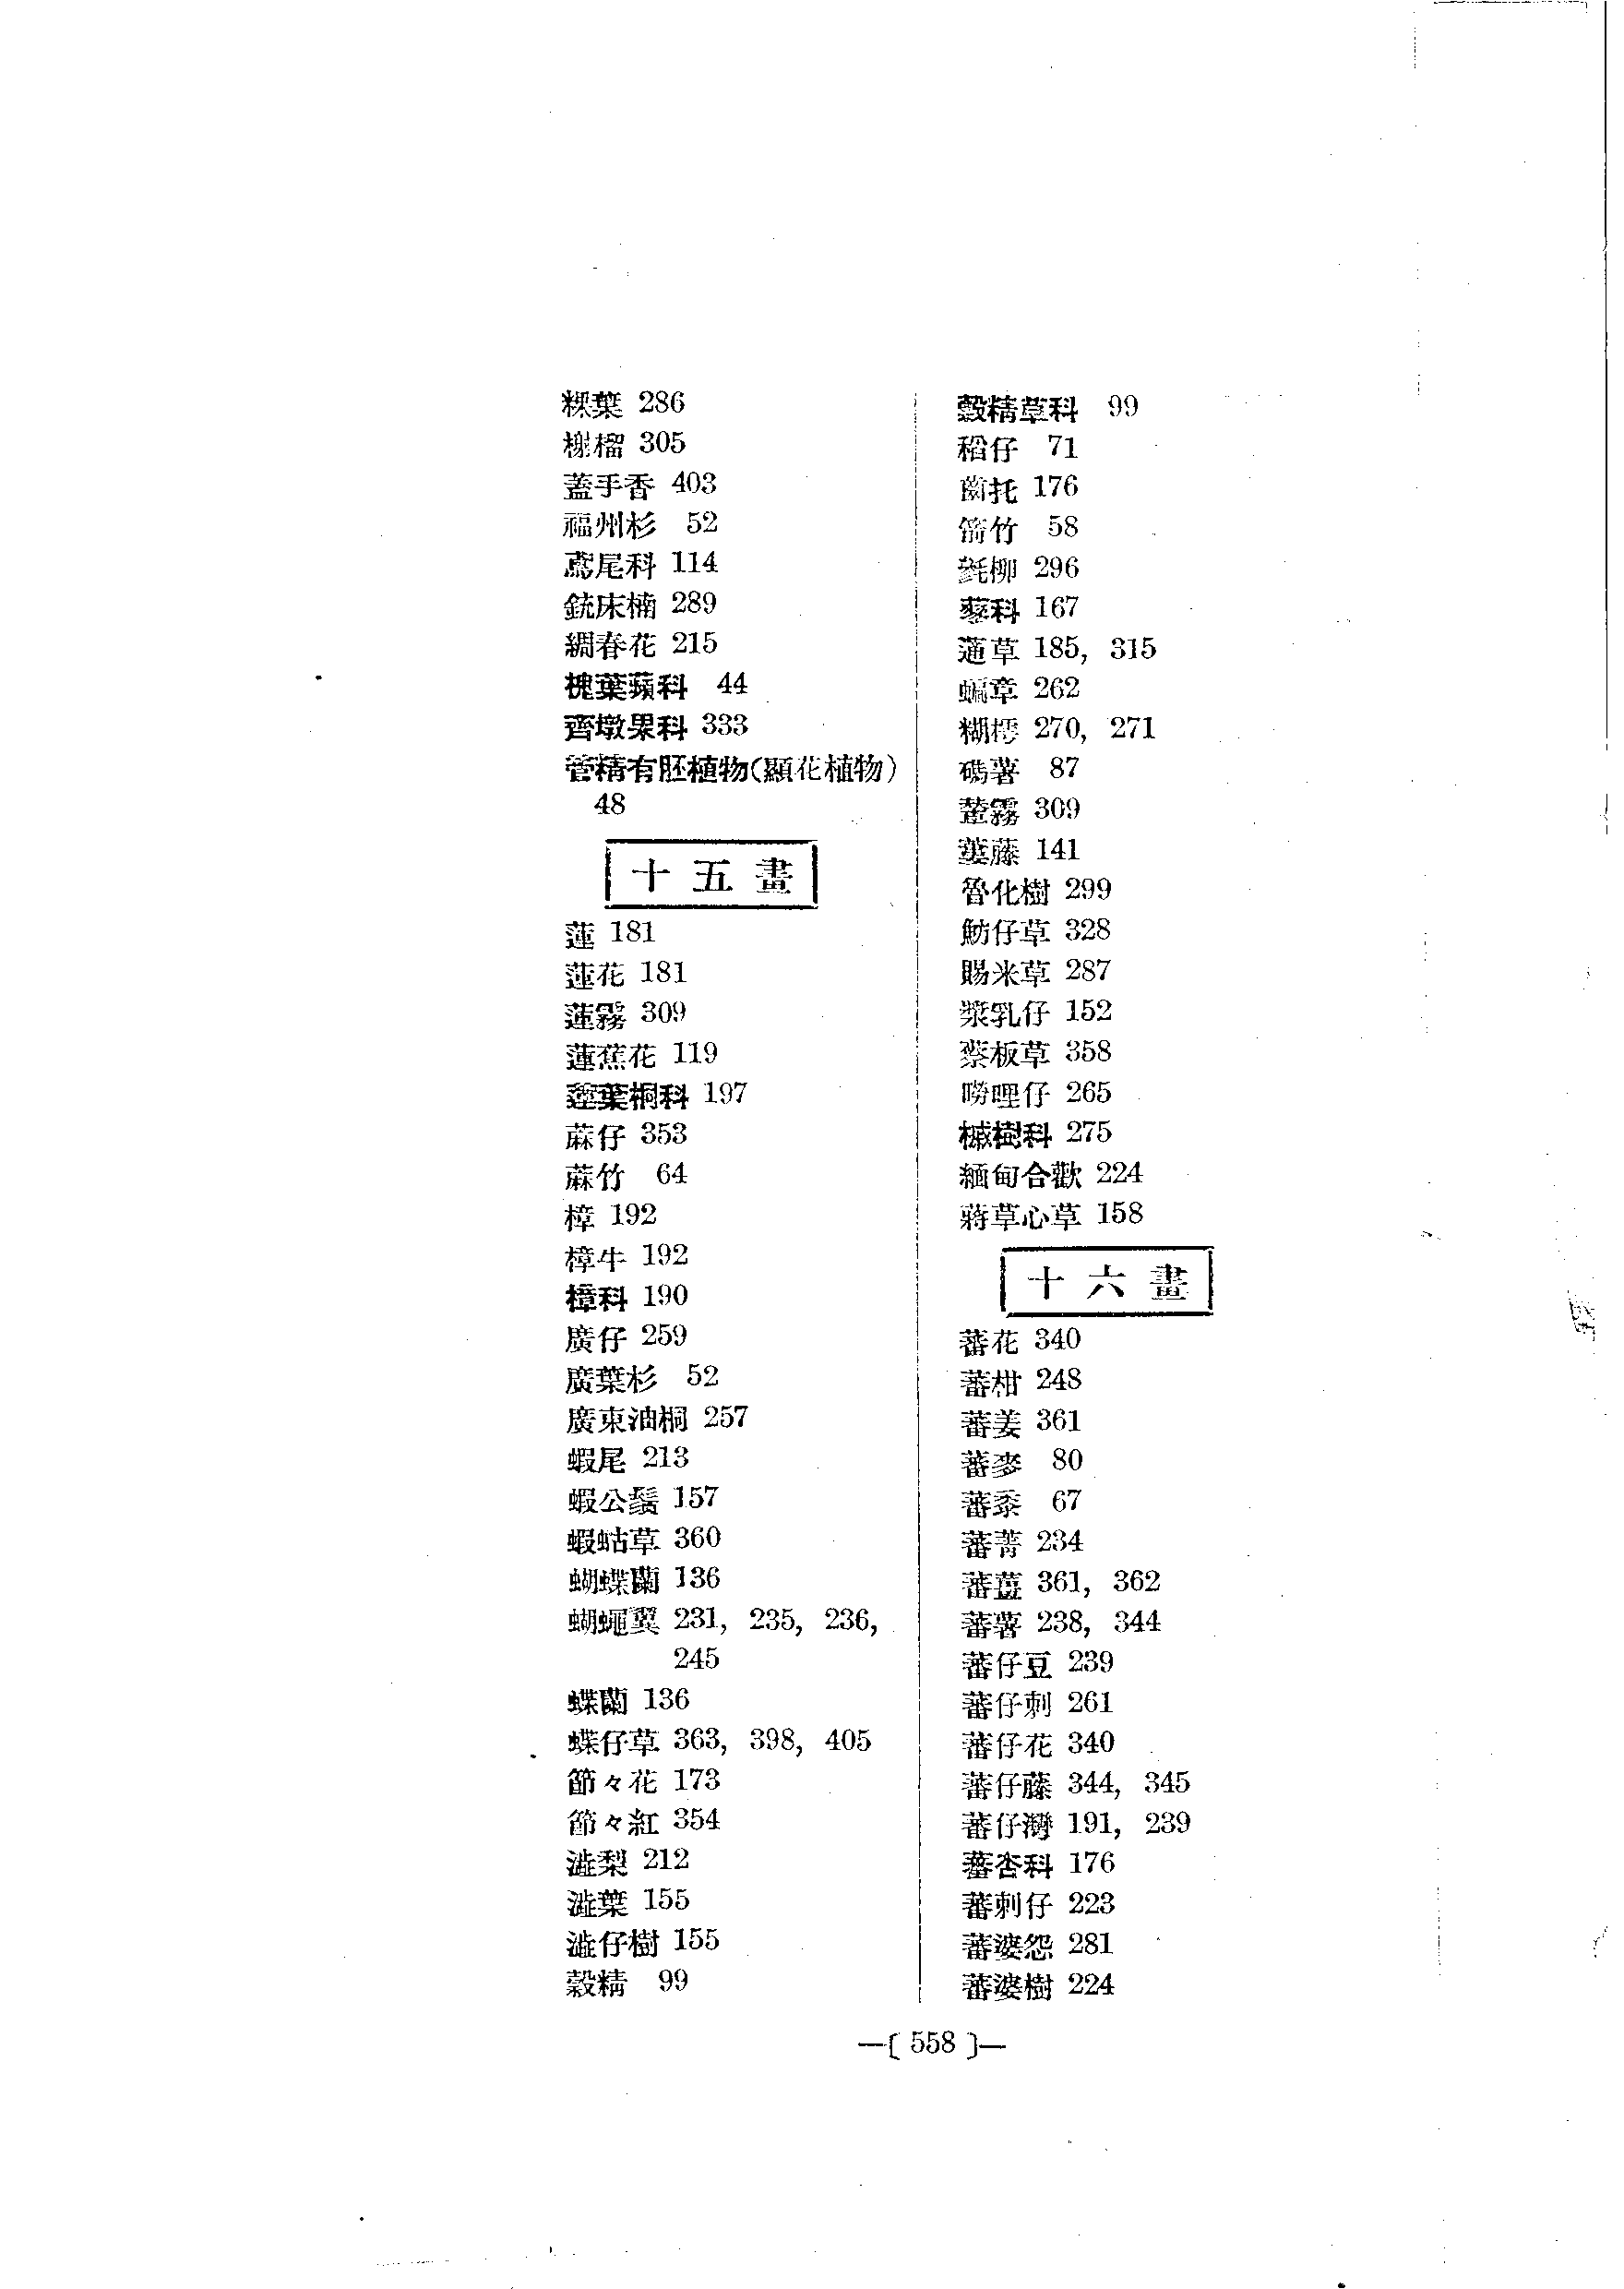 粿葉 286
榭榴 305
蓋手香 403
福州杉 52
鳶尾科 114
銃床楠 289
綢春花 215
槐葉蘋科 44
齊墩果科 333
管精有胚植物(顯花植物)
48
十五畫
蓮 181
蓮花 181
蓮霧 309
蓮蕉花 119
蓮葉桐科 197
蔴仔 353
蔴竹 64
樟 192
樟牛 192
樟科 190
廣仔 259
廣葉杉 52
廣東油桐 257
蝦尾 213
蝦公鬚 157
蝦蛄草 360
蝴蝶蘭 136
蝴蠅翼 231, 235, 236,
245
蝶蘭 136
蝶仔草 363, 398, 405
節々花 173
節々紅 354
澁梨 212
澁葉 155
澁仔樹 155
穀精 99
穀精草科 99
稻仔 71
托 176
箭竹 58
柳 296
蓼科 167
蓪草 185, 315
蝙章 262
糊樗 270, 271
碼薯 87
霧 309
蔞藤 141
魯化樹 299
魴仔草 328
賜米草 287
漿乳仔 152
蔡板草 358
嘮哩仔 265
槭樹科 275
緬甸合歡 224
蔣草心草 158
十六畫
蕃花 340
蕃柑 248
蕃姜 361
蕃麥 80
蕃黍 67
蕃菁 234
蕃薑 361, 362
蕃薯 238, 344
蕃仔豆 239
蕃仔刺 261
蕃仔花 340
蕃仔藤 344, 345
蕃仔 191, 239
蕃杏科 176
蕃刺仔 223
蕃婆怨 281
蕃婆樹 224
—[ 558 ]—